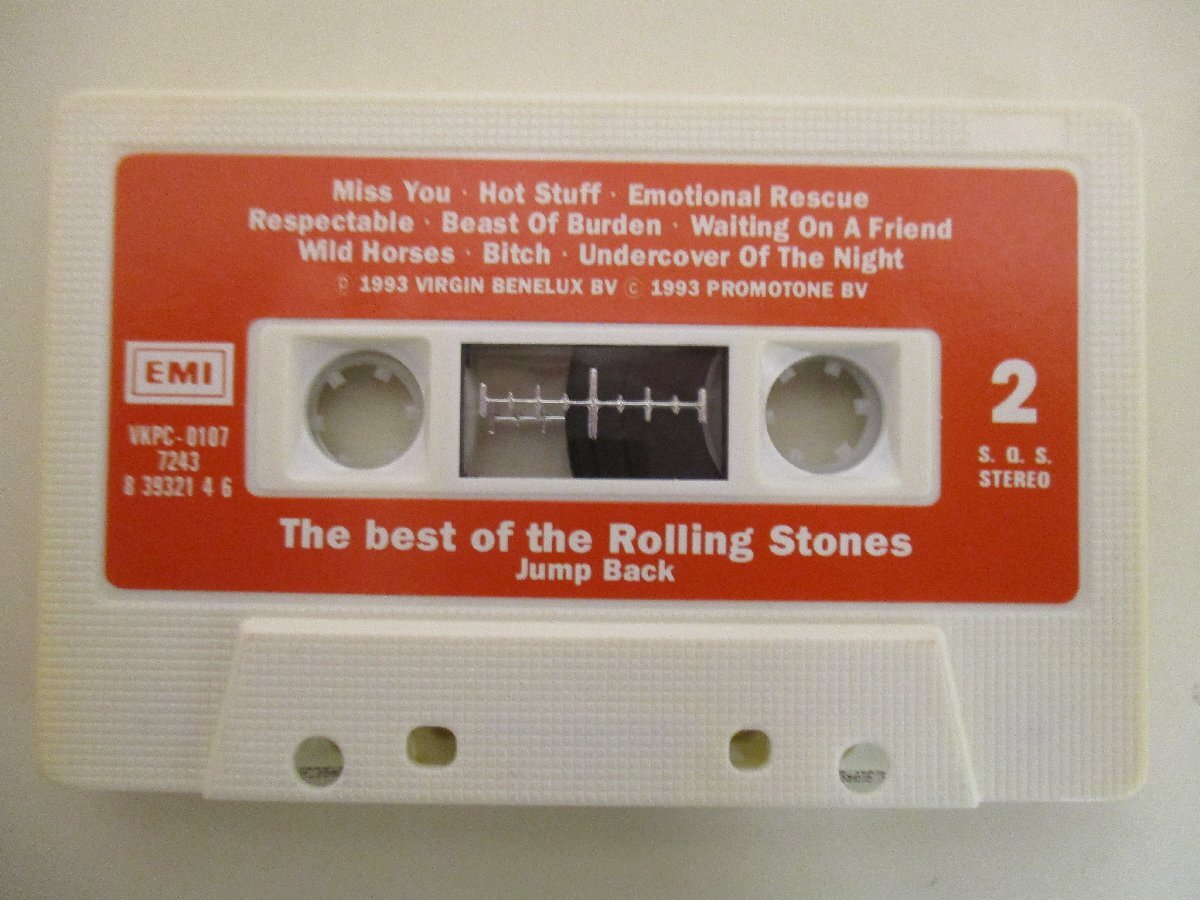 Miss You · Hot Stuff · Emotional Rescue
Respectable · Beast Of Burden · Waiting On A Friend
Wild Horses · Bitch · Undercover Of The Night
℗ 1993 VIRGIN BENELUX BV © 1993 PROMOTONE BV
EMI
VKPC-0107
7243
8 39321 4 6
2
S. Q. S.
STEREO
The best of the Rolling Stones
Jump Back